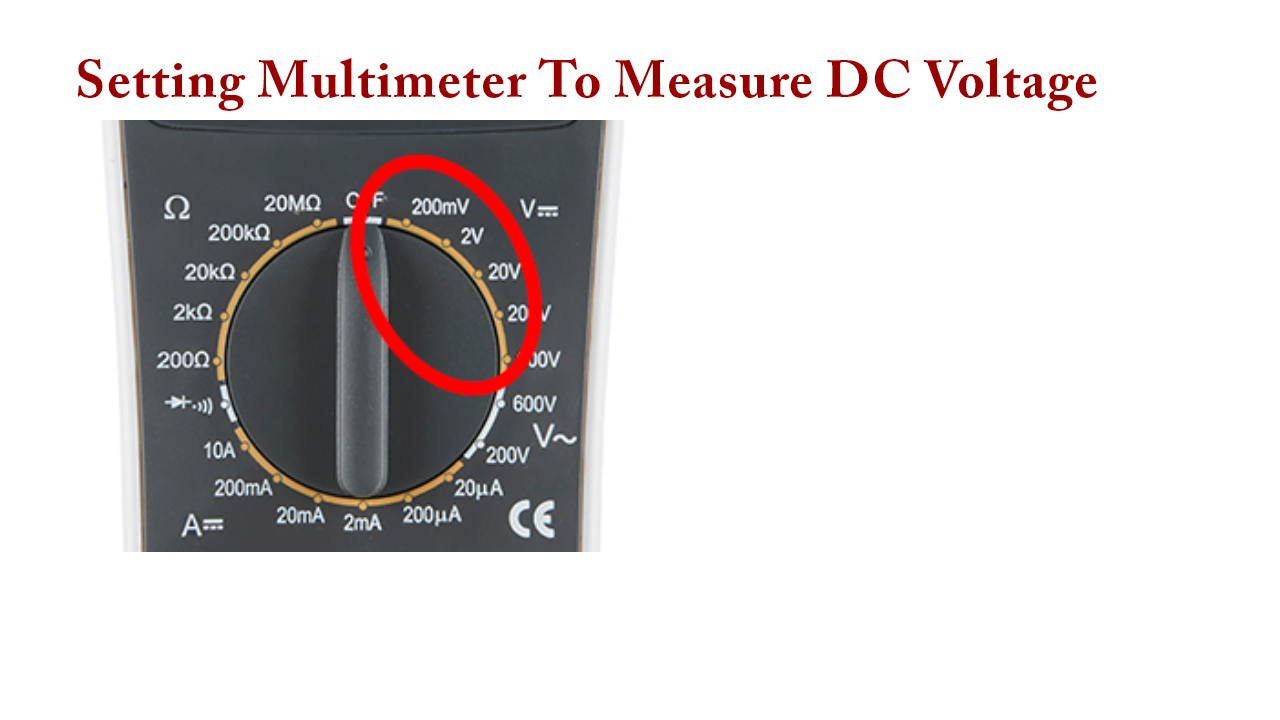 Setting Multimeter To Measure DC Voltage
Ω
20MΩ
200mV
V
200kΩ
2V
20kΩ
20V
2kΩ
200Ω
600V
10A
V~
200V
200mA
20µA
20mA
2mA
200µA
A
CE